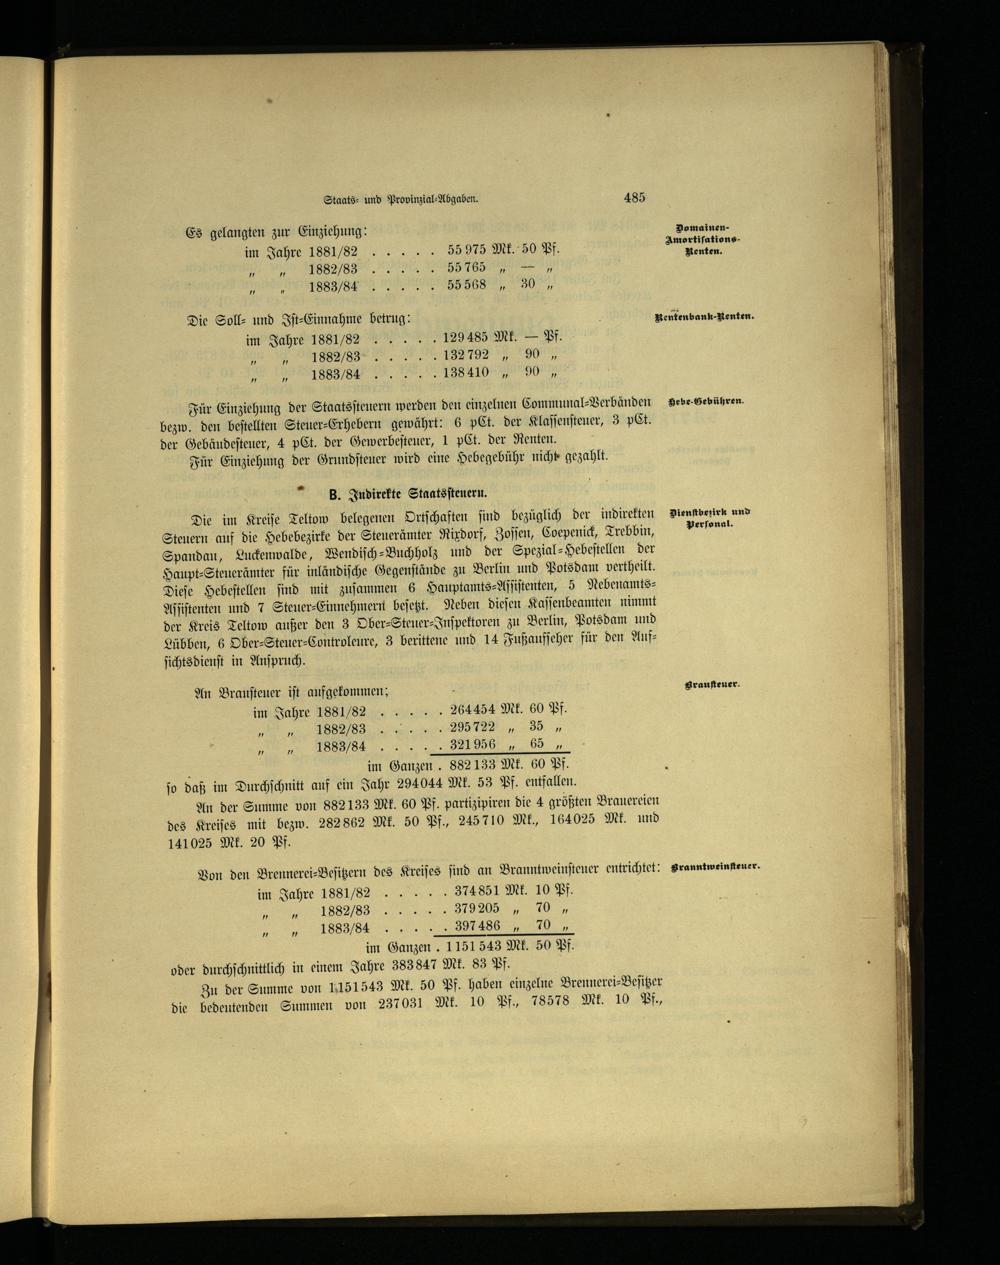 Staats- und Provinzial-Abgaben. 485
Es gelangten zur Einziehung:
Domainen-
Amortisations-
Renten.
im Jahre 1881/82 . . . . . 55 975 Mk. 50 Pf.
„ „ 1882/83 . . . . . 55 765 „ — „
„ „ 1883/84 . . . . . 55 568 „ 30 „
Die Soll- und Ist-Einnahme betrug:
Rentenbank-Renten.
im Jahre 1881/82 . . . . . 129 485 Mk. — Pf.
„ „ 1882/83 . . . . . 132 792 „ 90 „
„ „ 1883/84 . . . . . 138 410 „ 90 „
Hebe-Gebühren.
Für Einziehung der Staatssteuern werden den einzelnen Communal-Verbänden
bezw. den bestellten Steuer-Erhebern gewährt: 6 pCt. der Klassensteuer, 3 pCt.
der Gebäudesteuer, 4 pCt. der Gewerbesteuer, 1 pCt. der Renten.
Für Einziehung der Grundsteuer wird eine Hebegebühr nicht gezahlt.
B. Indirekte Staatssteuern.
Dienstbezirk und
Personal.
Die im Kreise Teltow belegenen Ortschaften sind bezüglich der indirekten
Steuern auf die Hebebezirke der Steuerämter Rixdorf, Zossen, Coepenick, Trebbin,
Spandau, Luckenwalde, Wendisch-Buchholz und der Spezial-Hebestellen der
Haupt-Steuerämter für inländische Gegenstände zu Berlin und Potsdam vertheilt.
Diese Hebestellen sind mit zusammen 6 Hauptamts-Assistenten, 5 Nebenamts-
Assistenten und 7 Steuer-Einnehmern besetzt. Neben diesen Kassenbeamten nimmt
der Kreis Teltow außer den 3 Ober-Steuer-Inspektoren zu Berlin, Potsdam und
Lübben, 6 Ober-Steuer-Controleure, 3 berittene und 14 Fußaufseher für den Auf-
sichtsdienst in Anspruch.
Brausteuer.
An Brausteuer ist aufgekommen:
im Jahre 1881/82 . . . . . 264454 Mk. 60 Pf.
„ „ 1882/83 . . . . . 295722 „ 35 „
„ „ 1883/84 . . . . . 321956 „ 65 „
im Ganzen . 882133 Mk. 60 Pf.
so daß im Durchschnitt auf ein Jahr 294044 Mk. 53 Pf. entfallen.
An der Summe von 882133 Mk. 60 Pf. partizipiren die 4 größten Brauereien
des Kreises mit bezw. 282862 Mk. 50 Pf., 245710 Mk., 164025 Mk. und
141025 Mk. 20 Pf.
Branntweinsteuer.
Von den Brennerei-Besitzern des Kreises sind an Branntweinsteuer entrichtet:
im Jahre 1881/82 . . . . . 374851 Mk. 10 Pf.
„ „ 1882/83 . . . . . 379205 „ 70 „
„ „ 1883/84 . . . . . 397486 „ 70 „
im Ganzen . 1151543 Mk. 50 Pf.
oder durchschnittlich in einem Jahre 383847 Mk. 83 Pf.
Zu der Summe von 1151543 Mk. 50 Pf. haben einzelne Brennerei-Besitzer
die bedeutenden Summen von 237031 Mk. 10 Pf., 78578 Mk. 10 Pf.,